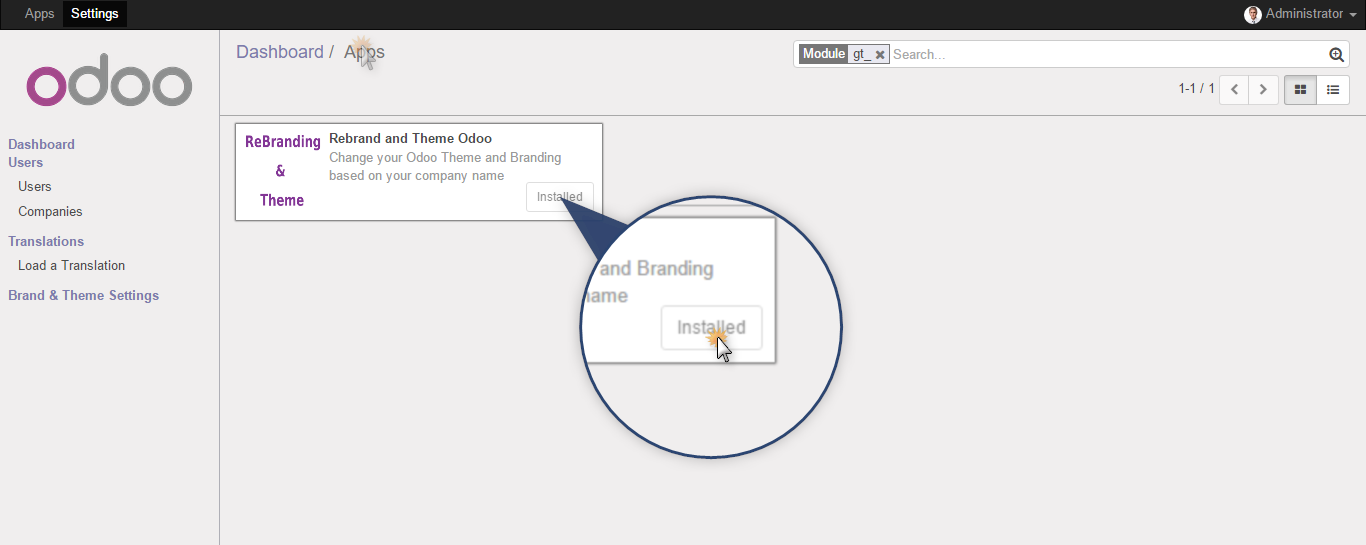 Apps Settings Administrator
odoo
Dashboard / Apps
Module gt_ Search...
1-1 / 1
Dashboard
Users
Users
Companies
Translations
Load a Translation
Brand & Theme Settings
ReBranding
&
Theme
Rebrand and Theme Odoo
Change your Odoo Theme and Branding
based on your company name
Installed
and Branding
name
Installed